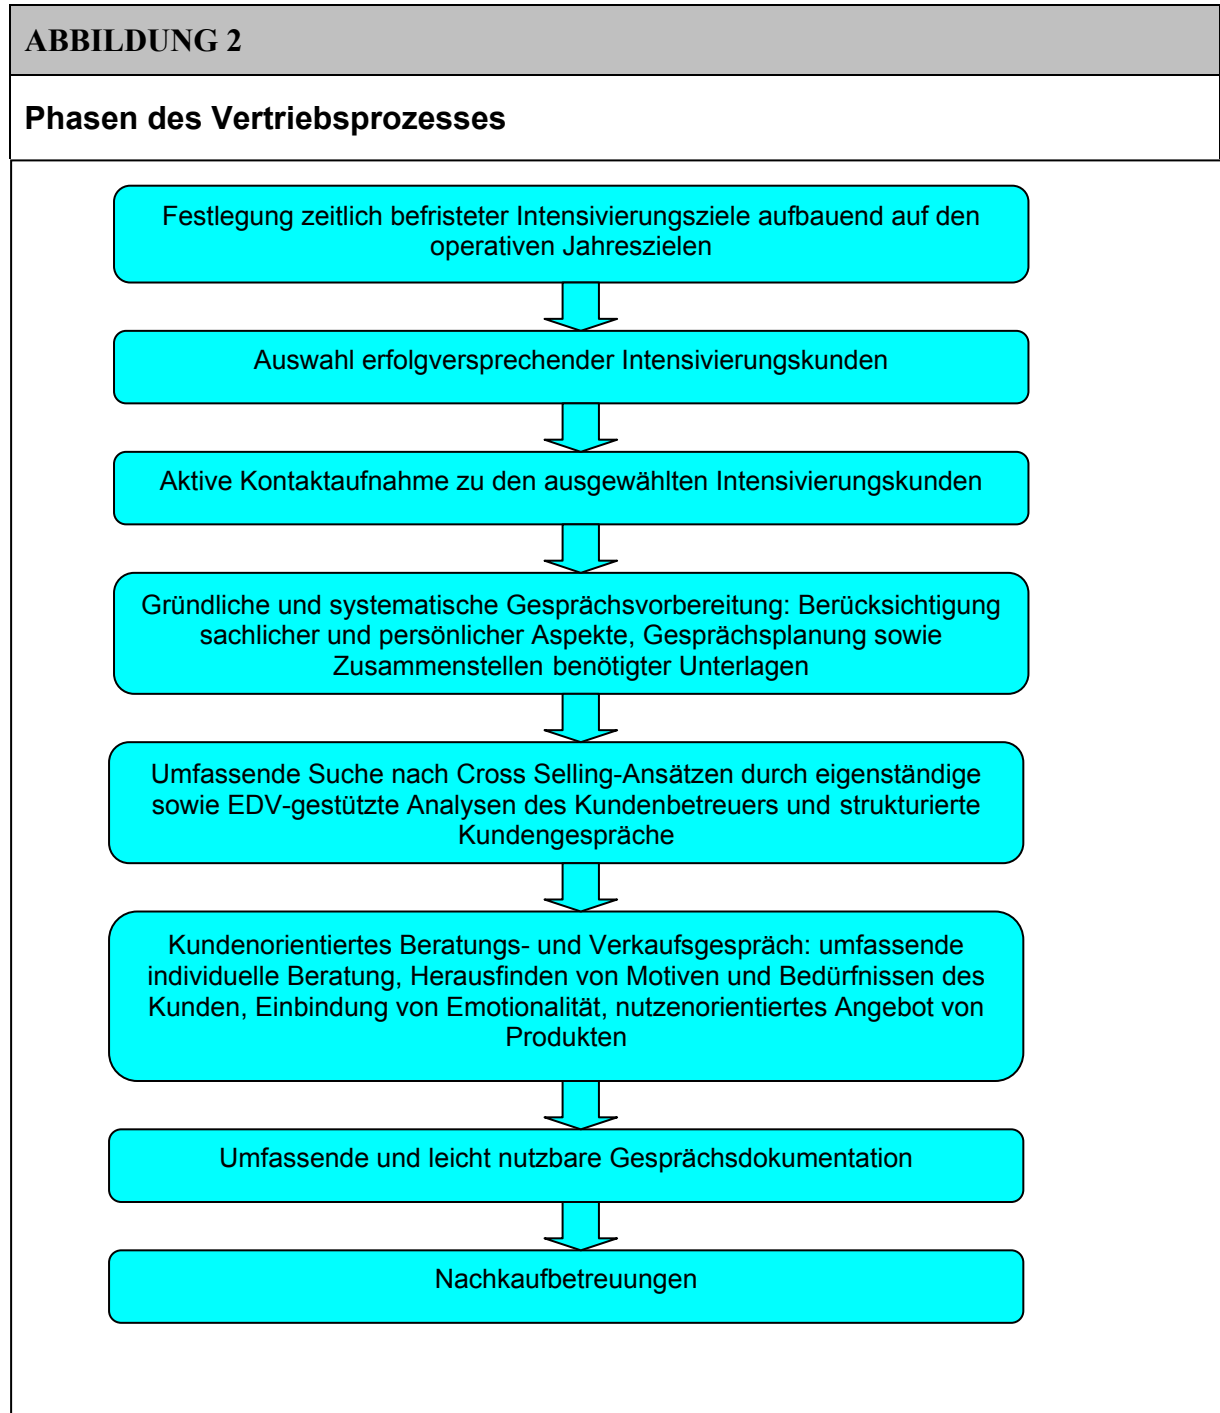 ABBILDUNG 2
Phasen des Vertriebsprozesses
Festlegung zeitlich befristeter Intensivierungsziele aufbauend auf den
operativen Jahreszielen
Auswahl erfolgversprechender Intensivierungskunden
Aktive Kontaktaufnahme zu den ausgewählten Intensivierungskunden
Gründliche und systematische Gesprächsvorbereitung: Berücksichtigung
sachlicher und persönlicher Aspekte, Gesprächsplanung sowie
Zusammenstellen benötigter Unterlagen
Umfassende Suche nach Cross Selling-Ansätzen durch eigenständige
sowie EDV-gestützte Analysen des Kundenbetreuers und strukturierte
Kundengespräche
Kundenorientiertes Beratungs- und Verkaufsgespräch: umfassende
individuelle Beratung, Herausfinden von Motiven und Bedürfnissen des
Kunden, Einbindung von Emotionalität, nutzenorientiertes Angebot von
Produkten
Umfassende und leicht nutzbare Gesprächsdokumentation
Nachkaufbetreuungen